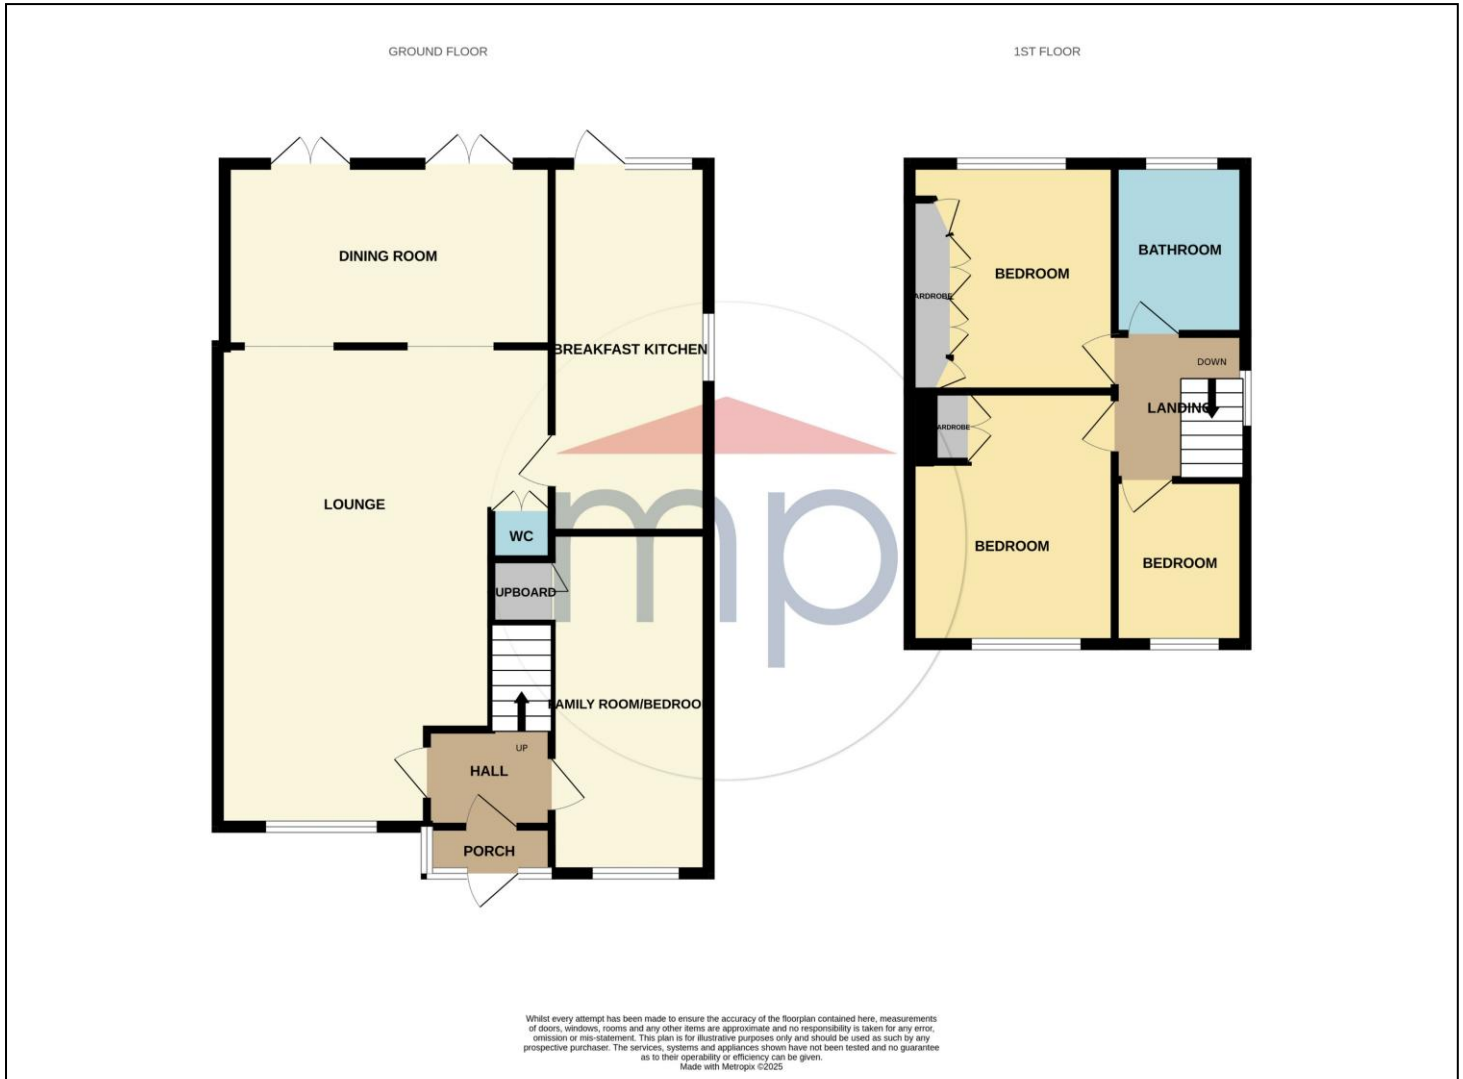 GROUND FLOOR
1ST FLOOR
DINING ROOM
BREAKFAST KITCHEN
LOUNGE
WC
UPBOARD
AMILY ROOM/BEDROO
UP
HALL
PORCH
BATHROOM
BEDROOM
ARDROBE
DOWN
LANDING
ARDROBE
BEDROOM
BEDROOM
mp
Whilst every attempt has been made to ensure the accuracy of the floorplan contained here, measurements
of doors, windows, rooms and any other items are approximate and no responsibility is taken for any error,
omission or mis-statement. This plan is for illustrative purposes only and should be used as such by any
prospective purchaser. The services, systems and appliances shown have not been tested and no guarantee
as to their operability or efficiency can be given.
Made with Metropix ©2025